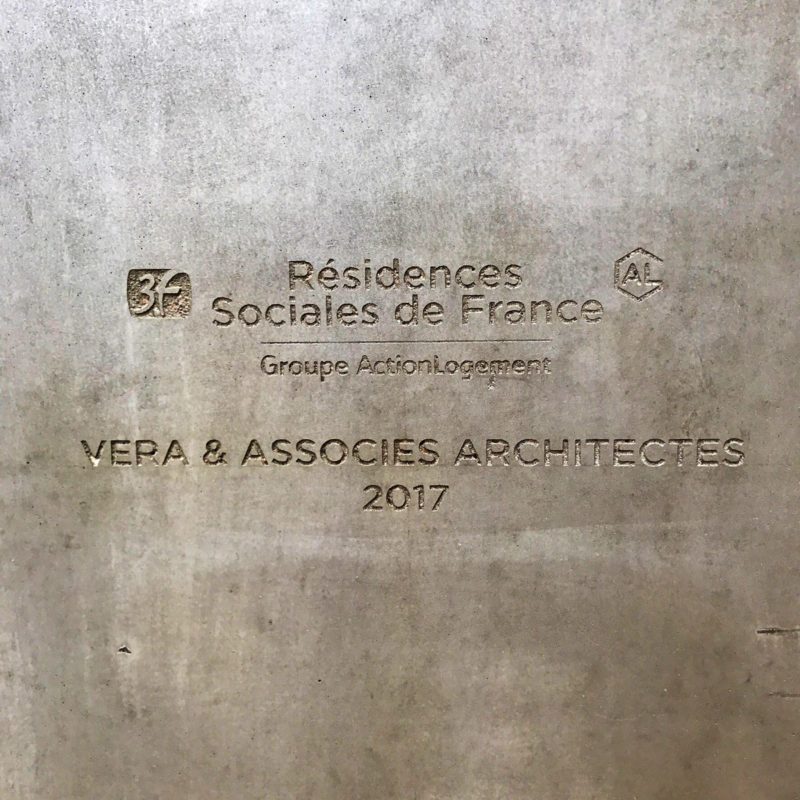 3F
Résidences
Sociales de France
AL
Groupe ActionLogement
VERA & ASSOCIES ARCHITECTES
2017